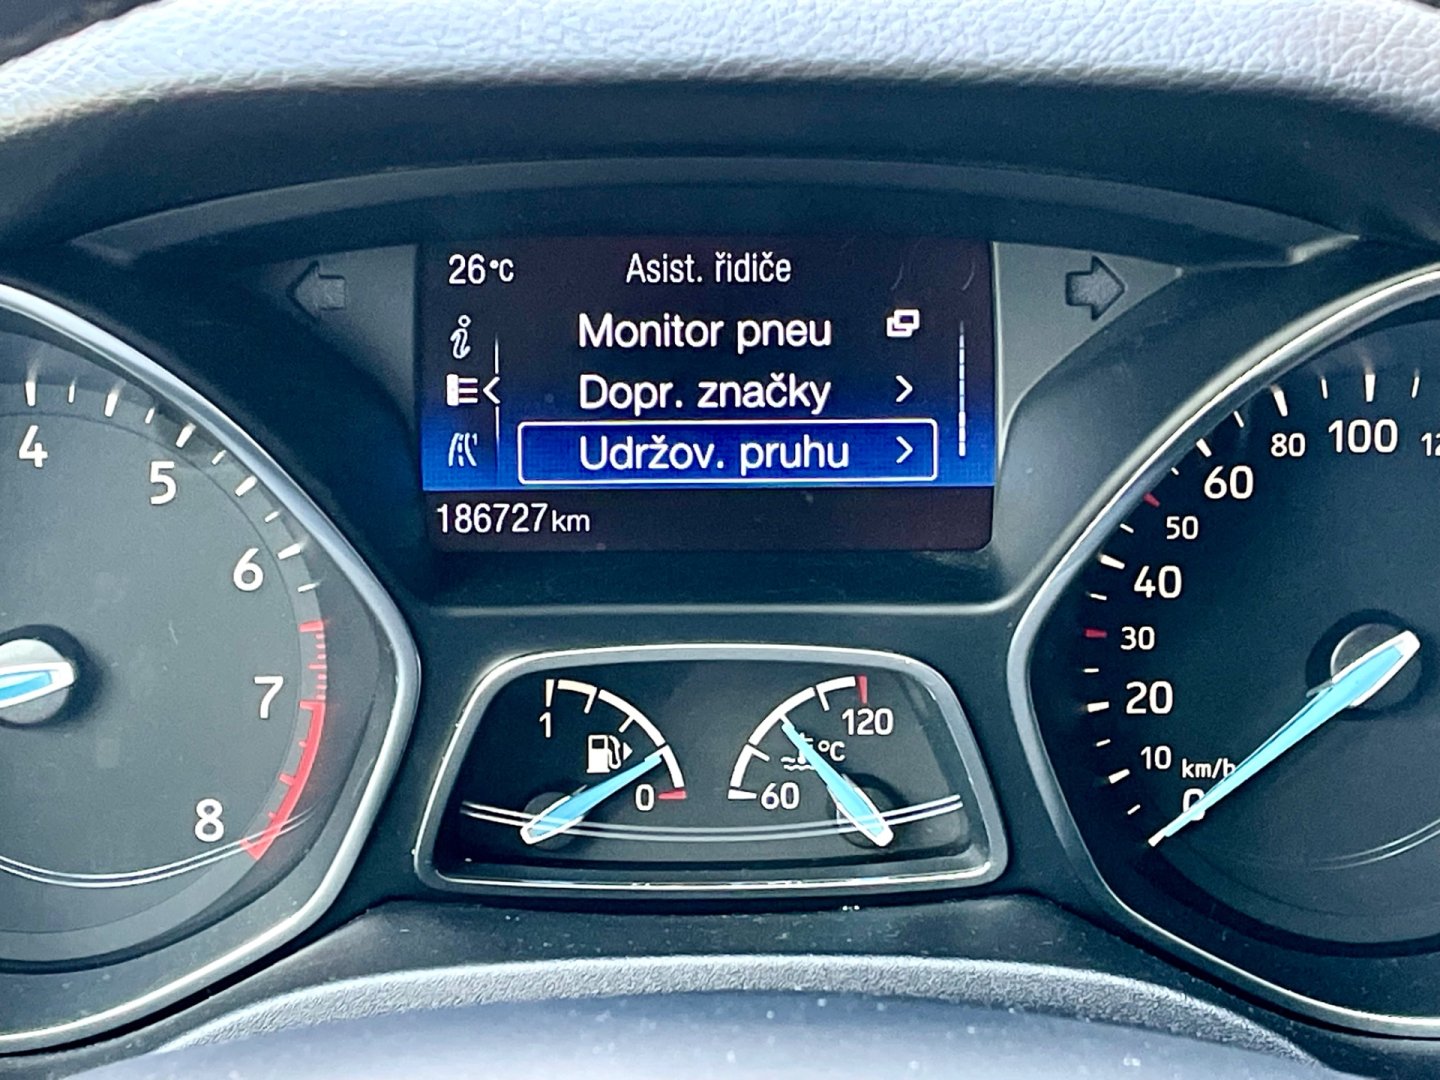 26°C Asist. řidiče
Monitor pneu
Dopr. značky
Udržov. pruhu
186727km
4
5
6
7
8
1
0
120
°C
60
100
80
60
50
40
30
20
10
km/h
0